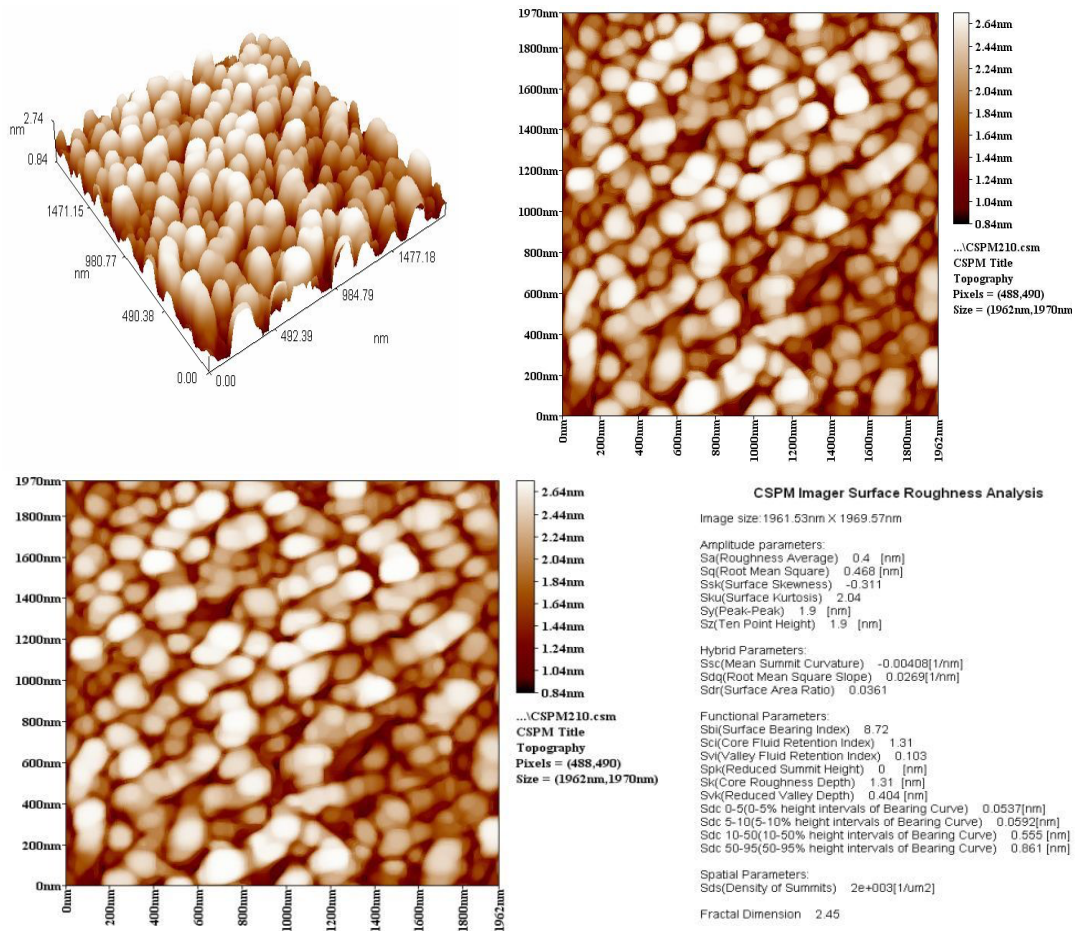 2.74
nm
0.84
1471.15
980.77
nm
490.38
0.00
0.00
492.39
984.79
1477.18
nm
1970nm
1800nm
1600nm
1400nm
1200nm
1000nm
800nm
600nm
400nm
200nm
0nm
0nm
200nm
400nm
600nm
800nm
1000nm
1200nm
1400nm
1600nm
1800nm
1962nm
2.64nm
2.44nm
2.24nm
2.04nm
1.84nm
1.64nm
1.44nm
1.24nm
1.04nm
0.84nm
...\CSPM210.csm
CSPM Title
Topography
Pixels = (488,490)
Size = (1962nm,1970nm
1970nm
1800nm
1600nm
1400nm
1200nm
1000nm
800nm
600nm
400nm
200nm
0nm
0nm
200nm
400nm
600nm
800nm
1000nm
1200nm
1400nm
1600nm
1800nm
1962nm
2.64nm
2.44nm
2.24nm
2.04nm
1.84nm
1.64nm
1.44nm
1.24nm
1.04nm
0.84nm
...\CSPM210.csm
CSPM Title
Topography
Pixels = (488,490)
Size = (1962nm,1970nm)
CSPM Imager Surface Roughness Analysis
Image size:1961.53nm X 1969.57nm
Amplitude parameters:
Sa(Roughness Average) 0.4 [nm]
Sq(Root Mean Square) 0.468 [nm]
Ssk(Surface Skewness) -0.311
Sku(Surface Kurtosis) 2.04
Sy(Peak-Peak) 1.9 [nm]
Sz(Ten Point Height) 1.9 [nm]
Hybrid Parameters:
Ssc(Mean Summit Curvature) -0.00408[1/nm]
Sdq(Root Mean Square Slope) 0.0269[1/nm]
Sdr(Surface Area Ratio) 0.0361
Functional Parameters:
Sbi(Surface Bearing Index) 8.72
Sci(Core Fluid Retention Index) 1.31
Svi(Valley Fluid Retention Index) 0.103
Spk(Reduced Summit Height) 0 [nm]
Sk(Core Roughness Depth) 1.31 [nm]
Svk(Reduced Valley Depth) 0.404 [nm]
Sdc 0-5(0-5% height intervals of Bearing Curve) 0.0537[nm]
Sdc 5-10(5-10% height intervals of Bearing Curve) 0.0592[nm]
Sdc 10-50(10-50% height intervals of Bearing Curve) 0.555 [nm]
Sdc 50-95(50-95% height intervals of Bearing Curve) 0.861 [nm]
Spatial Parameters:
Sds(Density of Summits) 2e+003[1/um2]
Fractal Dimension 2.45